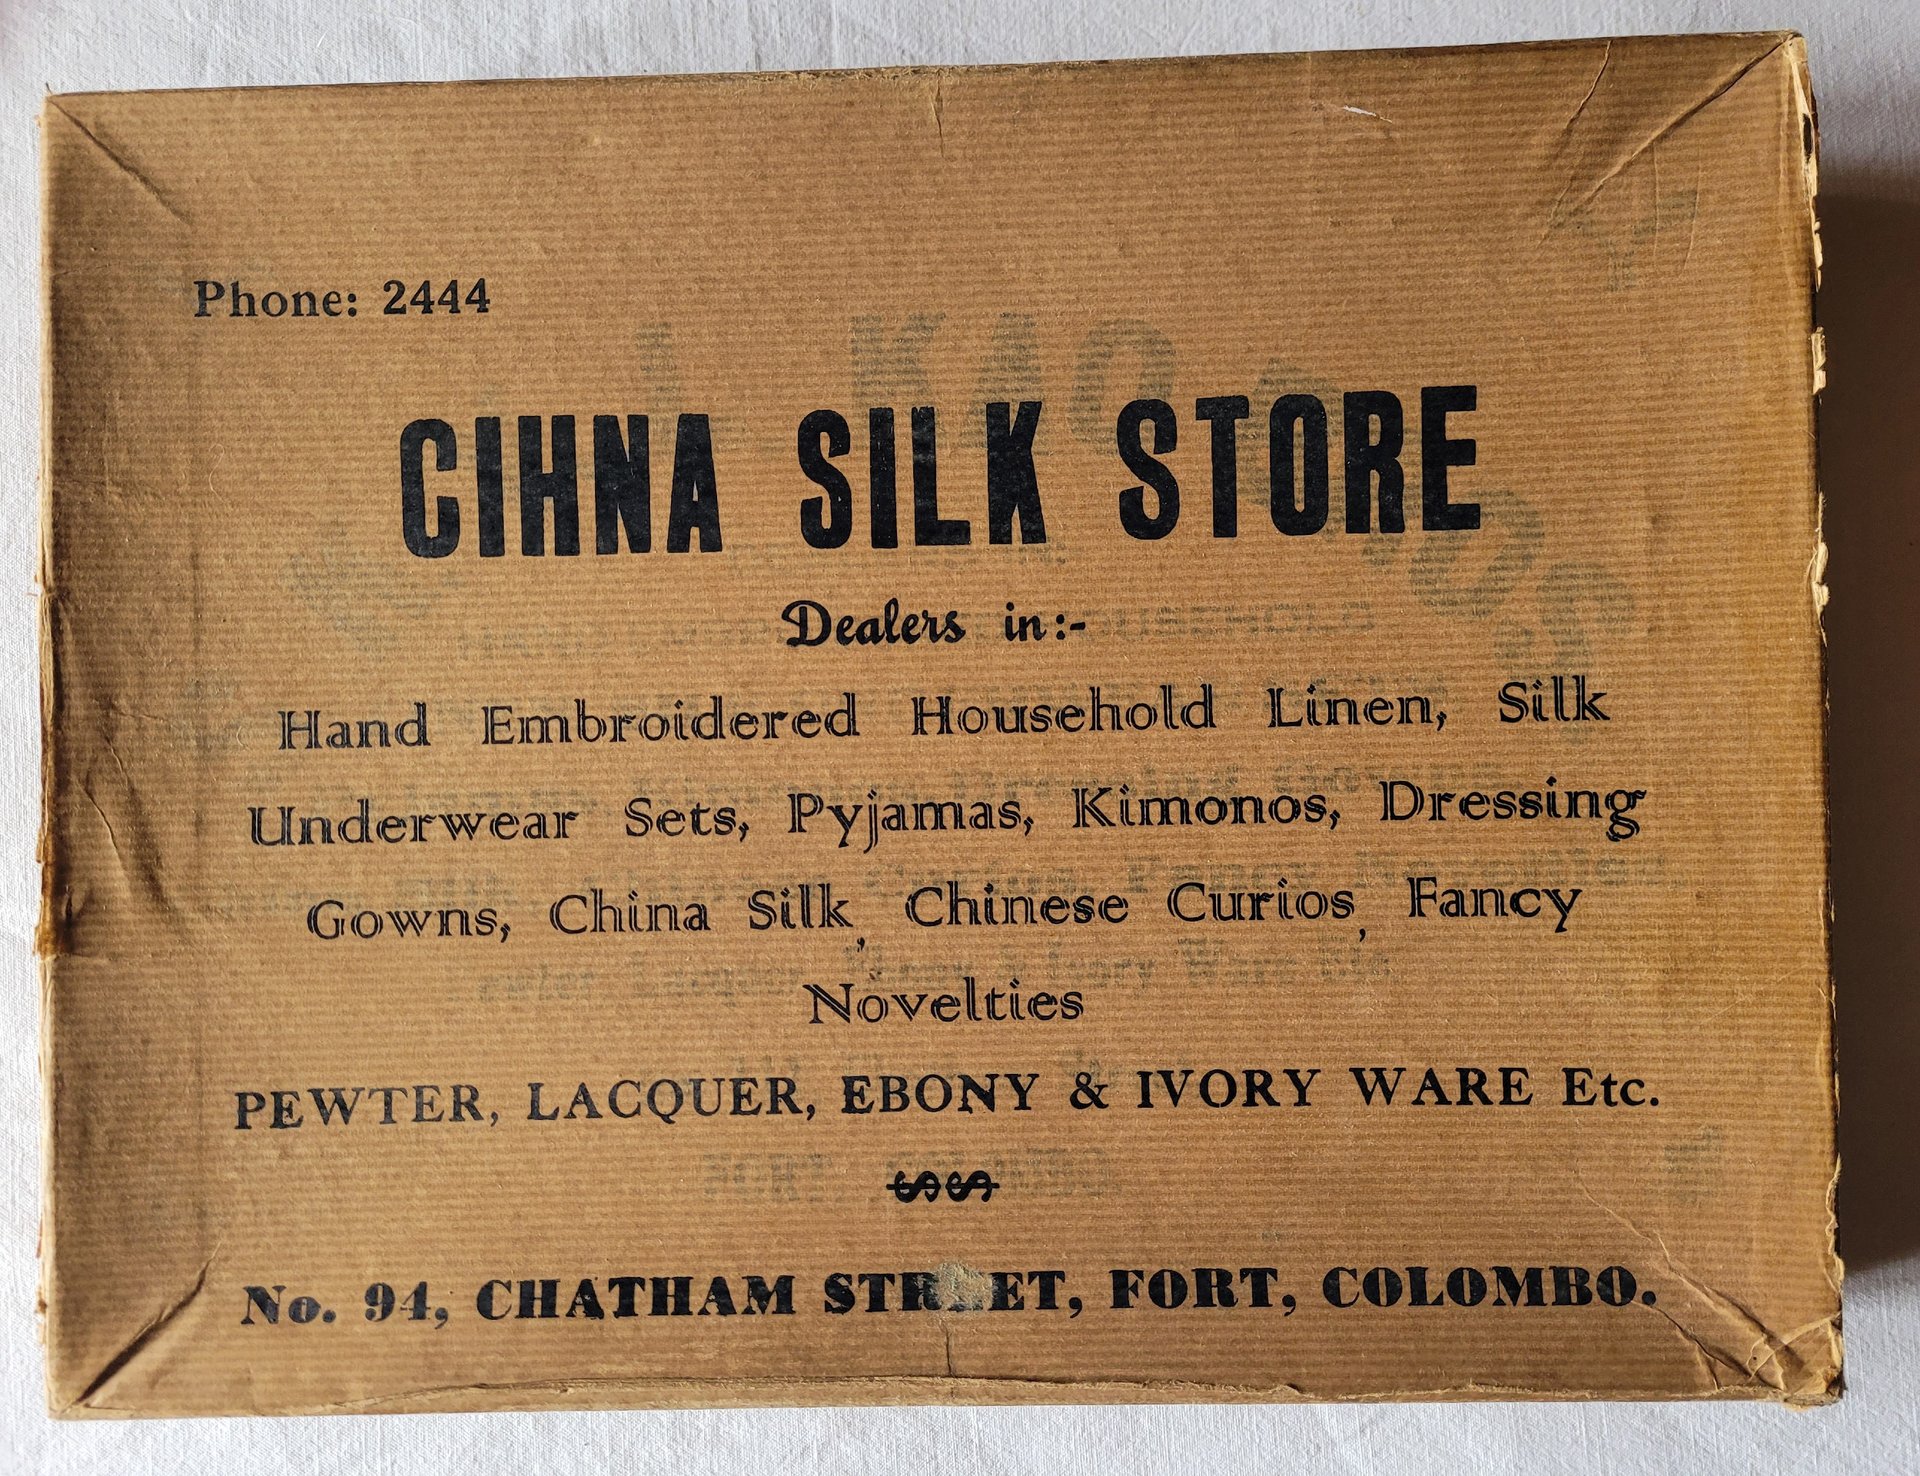 Phone: 2444
CIHNA SILK STORE
Dealers in:-
Hand Embroidered Household Linen, Silk
Underwear Sets, Pyjamas, Kimonos, Dressing
Gowns, China Silk, Chinese Curios, Fancy
Novelties
PEWTER, LACQUER, EBONY & IVORY WARE Etc.
No. 94, CHATHAM STREET, FORT, COLOMBO.